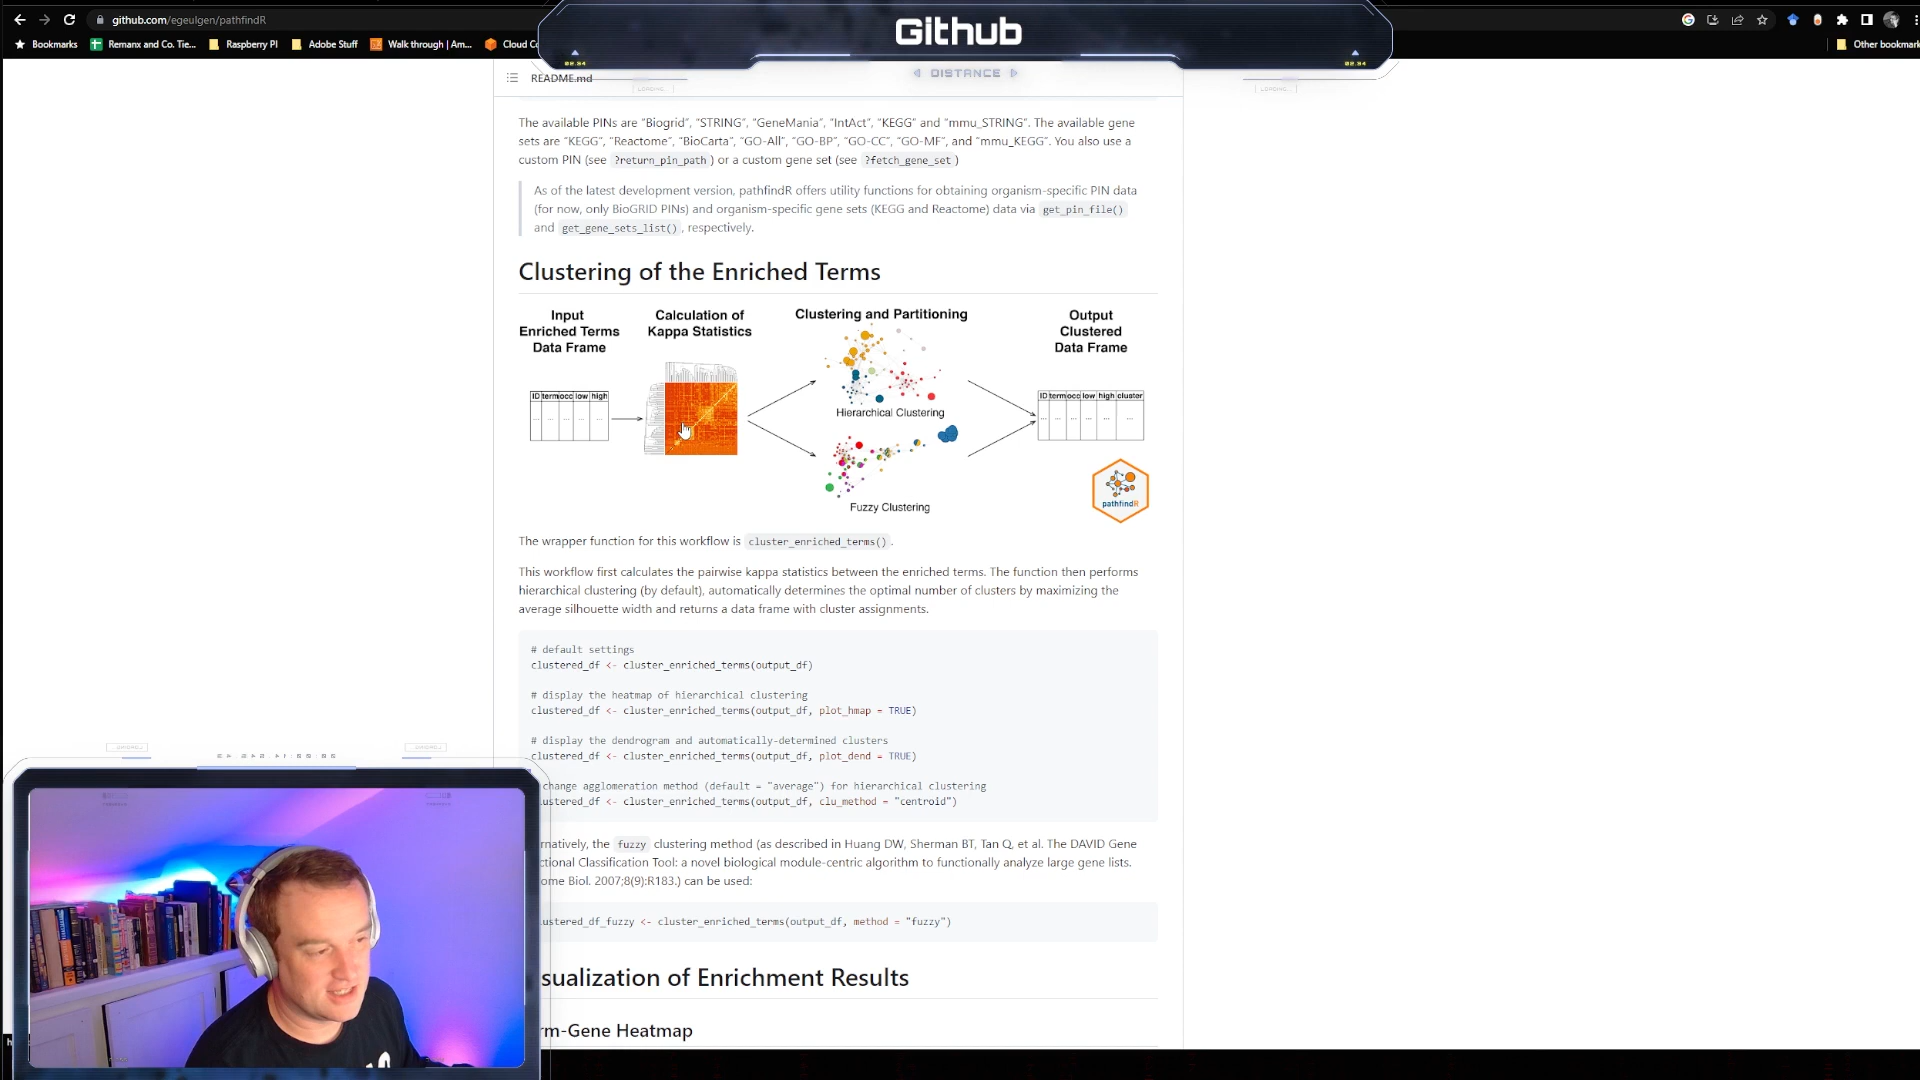 github.com/egeulgen/pathfindR
Bookmarks
Remanx and Co. Tie...
Raspberry PI
Adobe Stuff
Walk through | Am...
Cloud Co
Other bookmark
Github
02.34
02.34
DISTANCE
LOADING..
LOADING..
README.md
The available PINs are “Biogrid”, “STRING”, “GeneMania”, “IntAct”, “KEGG” and “mmu_STRING”. The available gene
sets are “KEGG”, “Reactome”, “BioCarta”, “GO-All”, “GO-BP”, “GO-CC”, “GO-MF”, and “mmu_KEGG”. You also use a
custom PIN (see ?return_pin_path ) or a custom gene set (see ?fetch_gene_set )
As of the latest development version, pathfindR offers utility functions for obtaining organism-specific PIN data
(for now, only BioGRID PINs) and organism-specific gene sets (KEGG and Reactome) data via get_pin_file()
and get_gene_sets_list() , respectively.
Clustering of the Enriched Terms
Input
Enriched Terms
Data Frame
Calculation of
Kappa Statistics
Clustering and Partitioning
Output
Clustered
Data Frame
ID term occ low high
... ... ... ... ...
Hierarchical Clustering
Fuzzy Clustering
ID term occ low high cluster
... ... ... ... ... ...
pathfindR
The wrapper function for this workflow is cluster_enriched_terms() .
This workflow first calculates the pairwise kappa statistics between the enriched terms. The function then performs
hierarchical clustering (by default), automatically determines the optimal number of clusters by maximizing the
average silhouette width and returns a data frame with cluster assignments.
# default settings
clustered_df <- cluster_enriched_terms(output_df)
# display the heatmap of hierarchical clustering
clustered_df <- cluster_enriched_terms(output_df, plot_hmap = TRUE)
# display the dendrogram and automatically-determined clusters
clustered_df <- cluster_enriched_terms(output_df, plot_dend = TRUE)
change agglomeration method (default = "average") for hierarchical clustering
lustered_df <- cluster_enriched_terms(output_df, clu_method = "centroid")
rnatively, the fuzzy clustering method (as described in Huang DW, Sherman BT, Tan Q, et al. The DAVID Gene
ctional Classification Tool: a novel biological module-centric algorithm to functionally analyze large gene lists.
ome Biol. 2007;8(9):R183.) can be used:
ustered_df_fuzzy <- cluster_enriched_terms(output_df, method = "fuzzy")
sualization of Enrichment Results
rm-Gene Heatmap